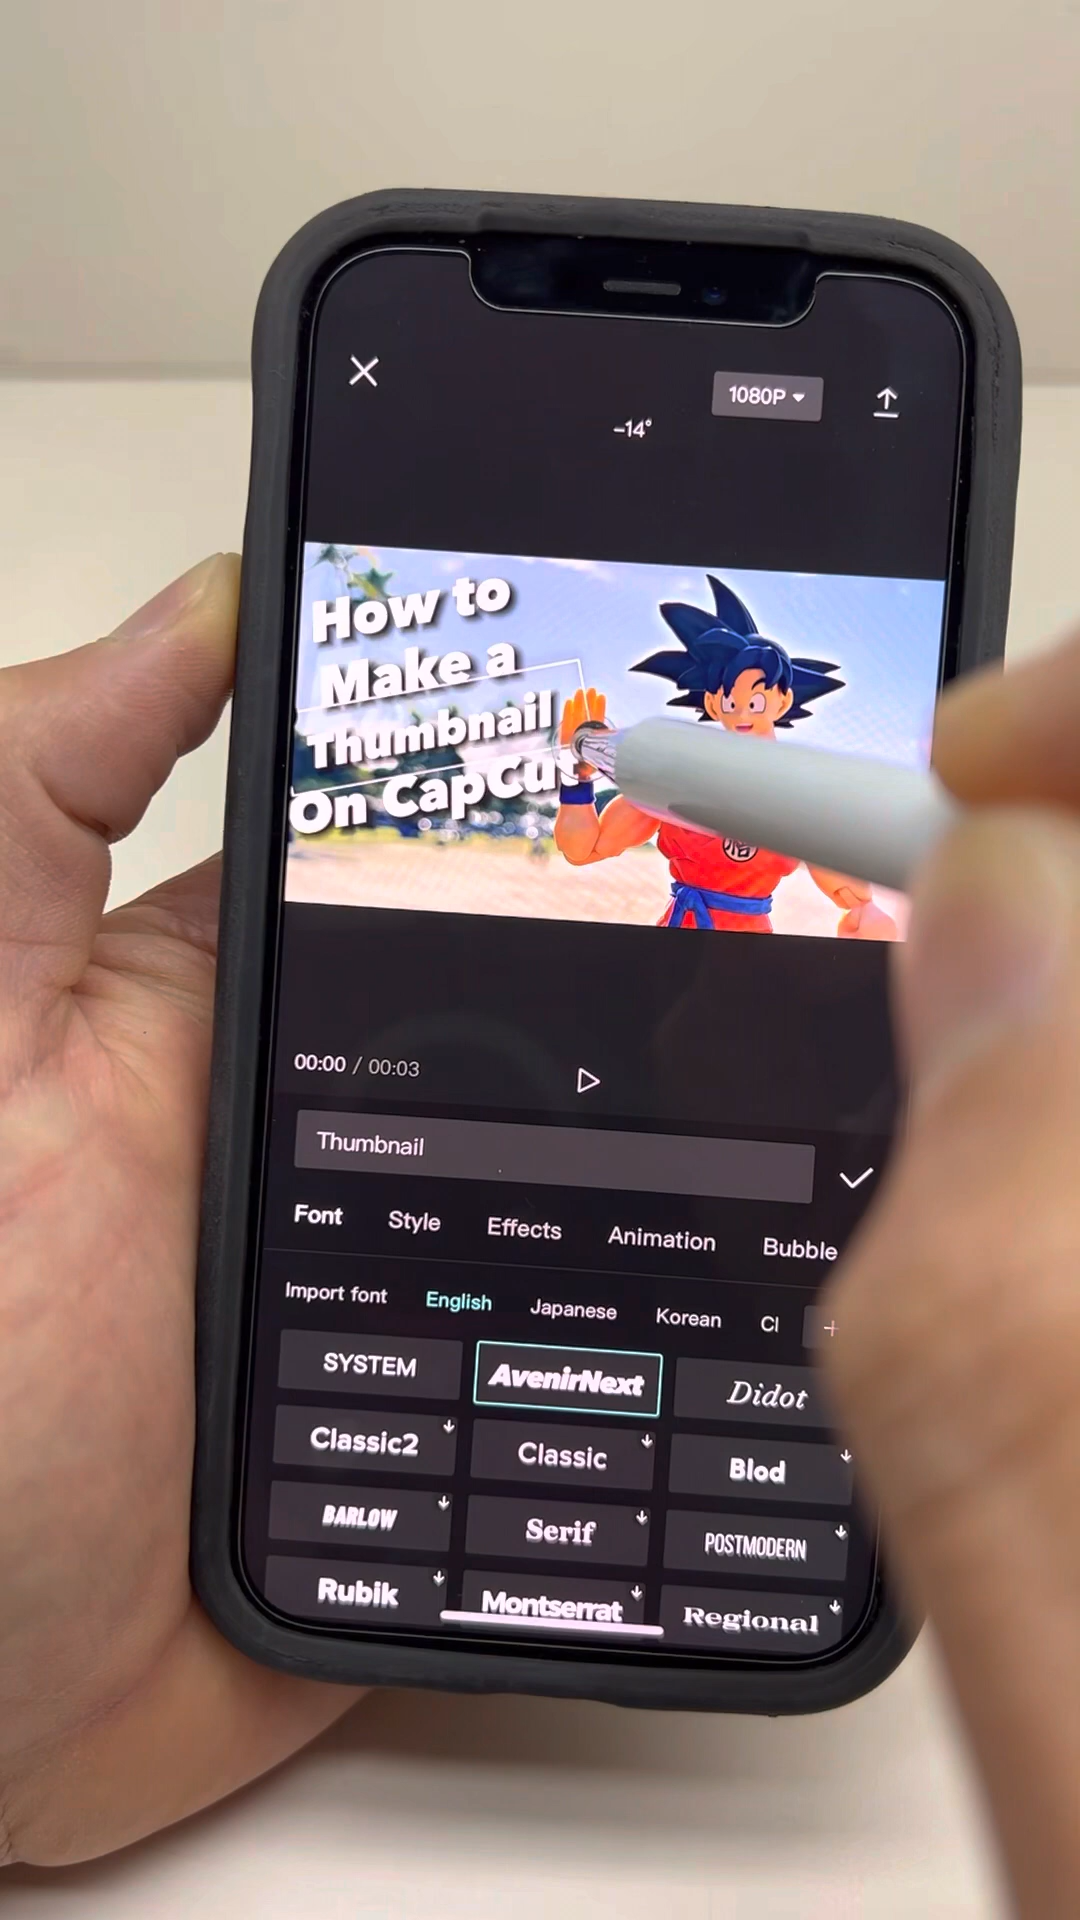 1080P
-14°
How to
Make a
Thumbnail
On CapCut
悟
00:00 / 00:03
Thumbnail
Font Style Effects Animation Bubble
Import font English Japanese Korean
SYSTEM AvenirNext Didot
Classic2 Classic Blod
BARLOW Serif POSTMODERN
Rubik Montserrat Regional